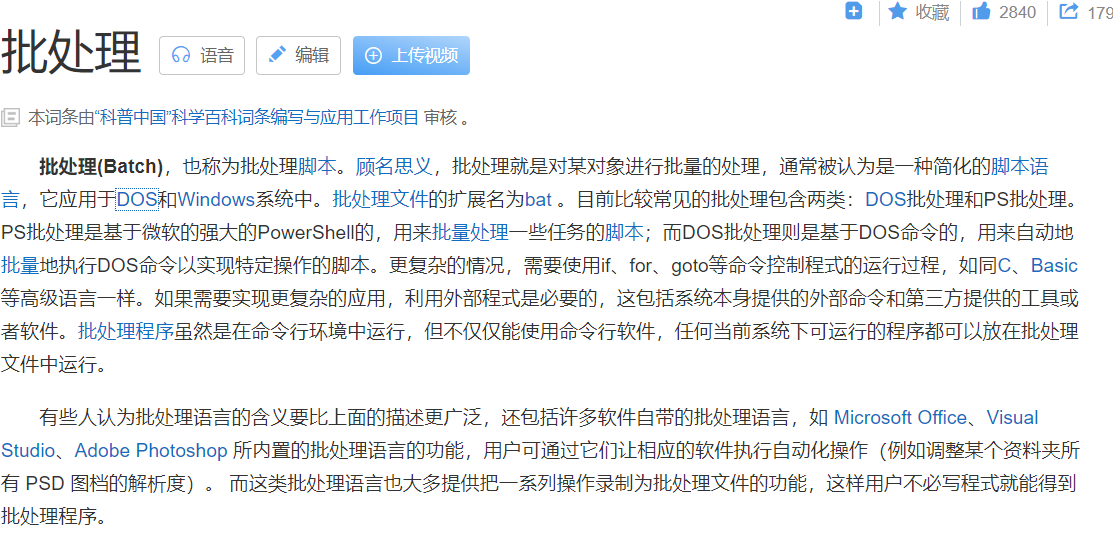 收藏 2840 179
批处理 语音 编辑 上传视频
本词条由“科普中国”科学百科词条编写与应用工作项目 审核 。
批处理(Batch)，也称为批处理脚本。顾名思义，批处理就是对某对象进行批量的处理，通常被认为是一种简化的脚本语
言，它应用于DOS和Windows系统中。批处理文件的扩展名为bat 。目前比较常见的批处理包含两类：DOS批处理和PS批处理。
PS批处理是基于微软的强大的PowerShell的，用来批量处理一些任务的脚本；而DOS批处理则是基于DOS命令的，用来自动地
批量地执行DOS命令以实现特定操作的脚本。更复杂的情况，需要使用if、for、goto等命令控制程式的运行过程，如同C、Basic
等高级语言一样。如果需要实现更复杂的应用，利用外部程式是必要的，这包括系统本身提供的外部命令和第三方提供的工具或
者软件。批处理程序虽然是在命令行环境中运行，但不仅仅能使用命令行软件，任何当前系统下可运行的程序都可以放在批处理
文件中运行。
有些人认为批处理语言的含义要比上面的描述更广泛，还包括许多软件自带的批处理语言，如 Microsoft Office、Visual
Studio、Adobe Photoshop 所内置的批处理语言的功能，用户可通过它们让相应的软件执行自动化操作（例如调整某个资料夹所
有 PSD 图档的解析度）。 而这类批处理语言也大多提供把一系列操作录制为批处理文件的功能，这样用户不必写程式就能得到
批处理程序。